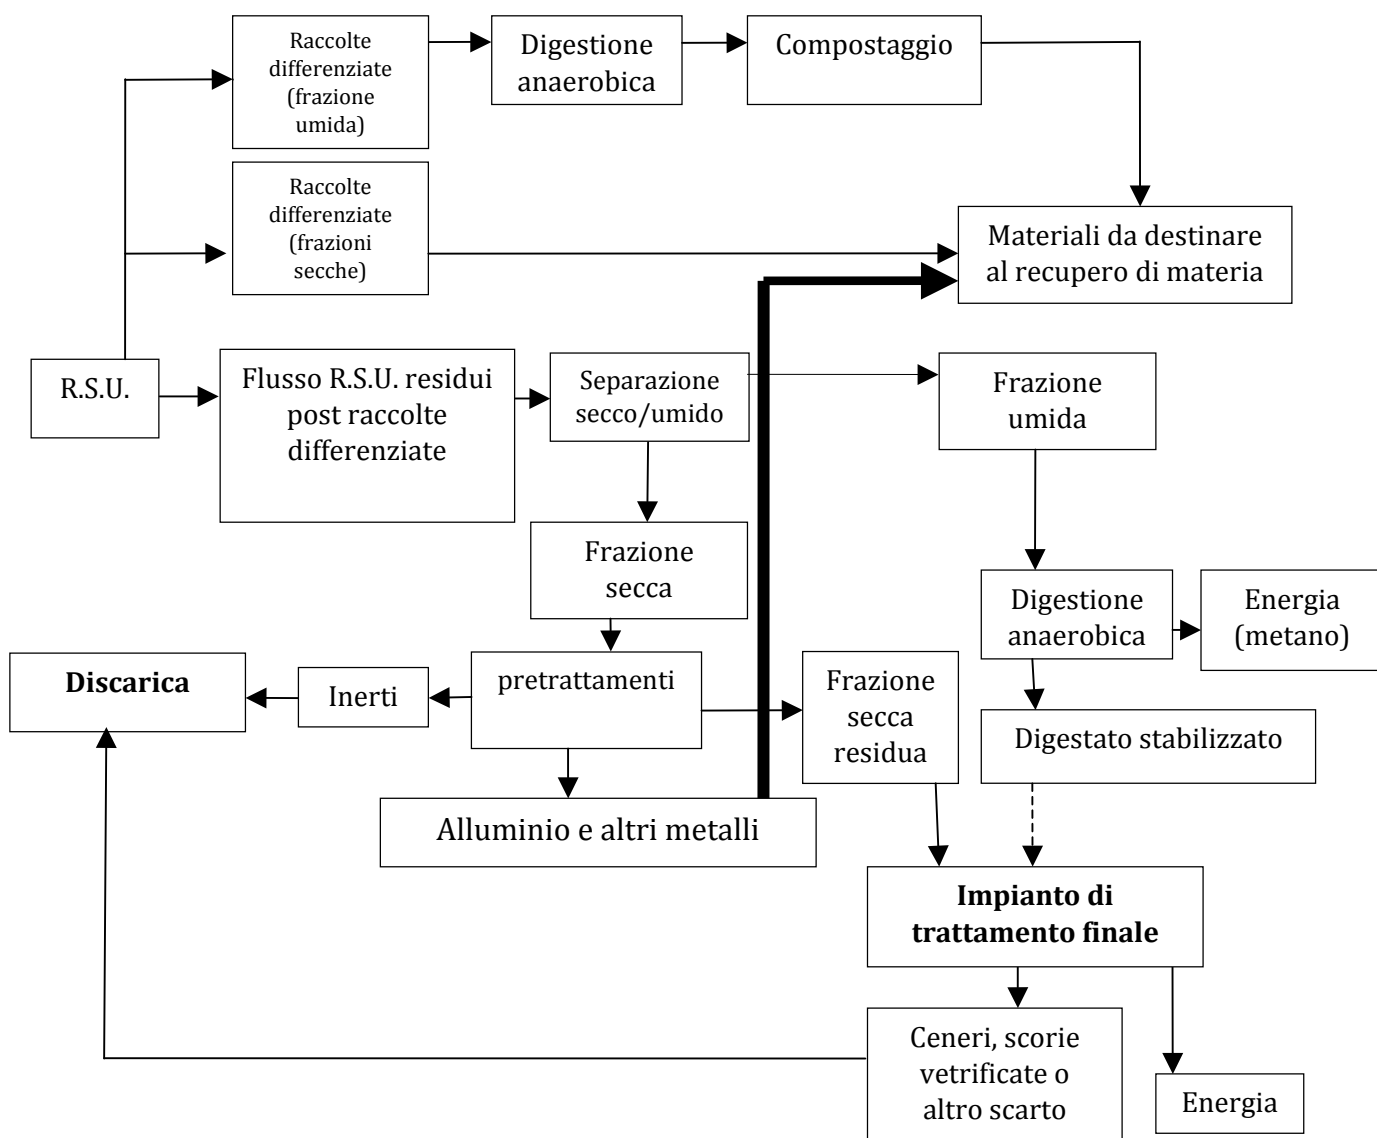 Raccolte
differenziate
(frazione
umida)
Digestione
anaerobica
Compostaggio
Raccolte
differenziate
(frazioni
secche)
Materiali da destinare
al recupero di materia
R.S.U.
Flusso R.S.U. residui
post raccolte
differenziate
Separazione
secco/umido
Frazione
umida
Frazione
secca
Digestione
anaerobica
Energia
(metano)
Discarica
Inerti
pretrattamenti
Frazione
secca
residua
Digestato stabilizzato
Alluminio e altri metalli
Impianto di
trattamento finale
Ceneri, scorie
vetrificate o
altro scarto
Energia